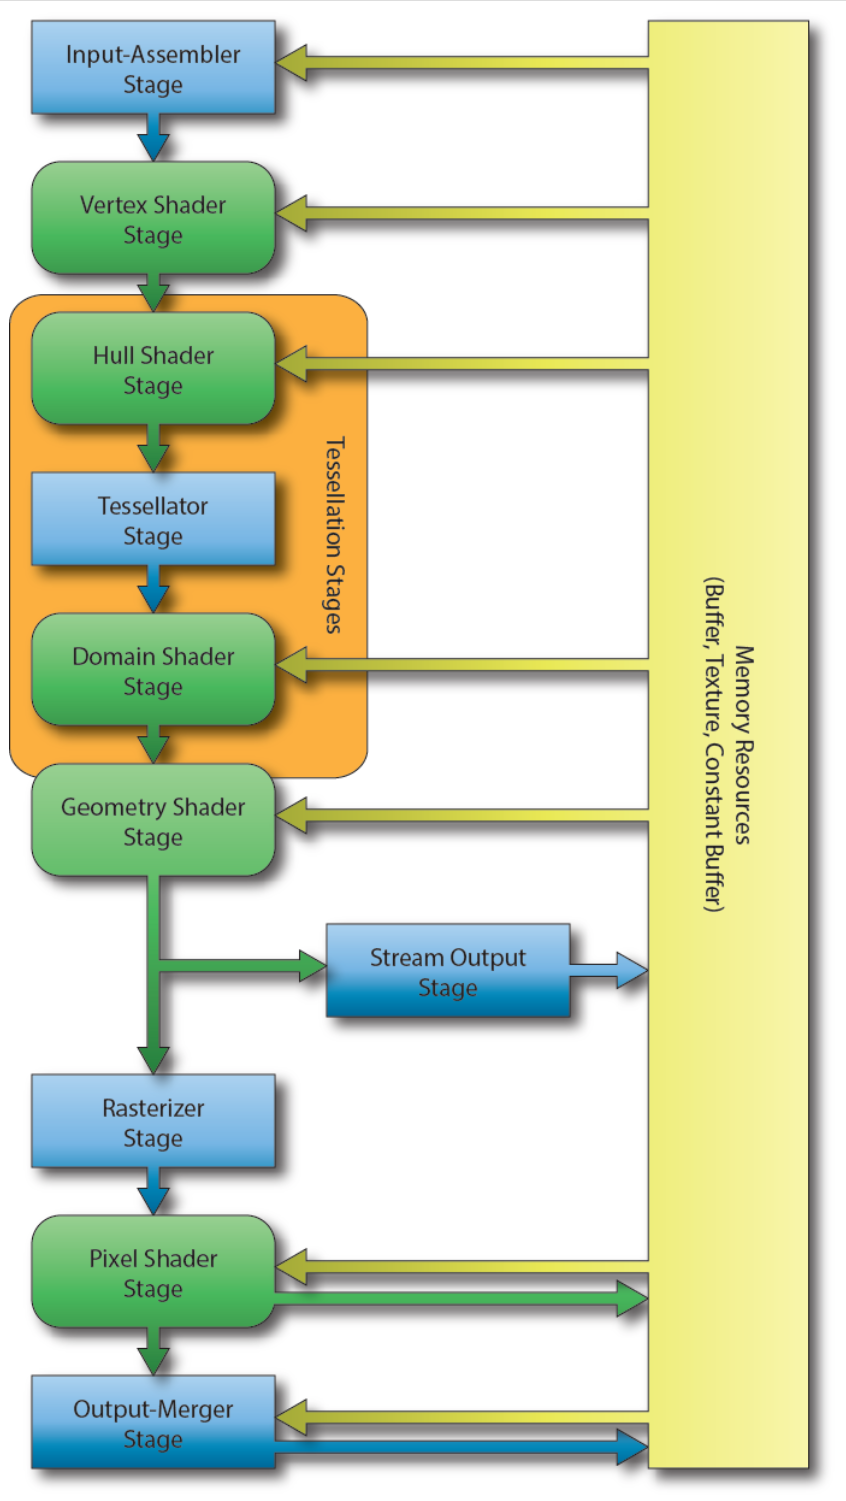 Input-Assembler
Stage
Vertex Shader
Stage
Hull Shader
Stage
Tessellator
Stage
Domain Shader
Stage
Tessellation Stages
Geometry Shader
Stage
Stream Output
Stage
Rasterizer
Stage
Pixel Shader
Stage
Output-Merger
Stage
Memory Resources
(Buffer, Texture, Constant Buffer)